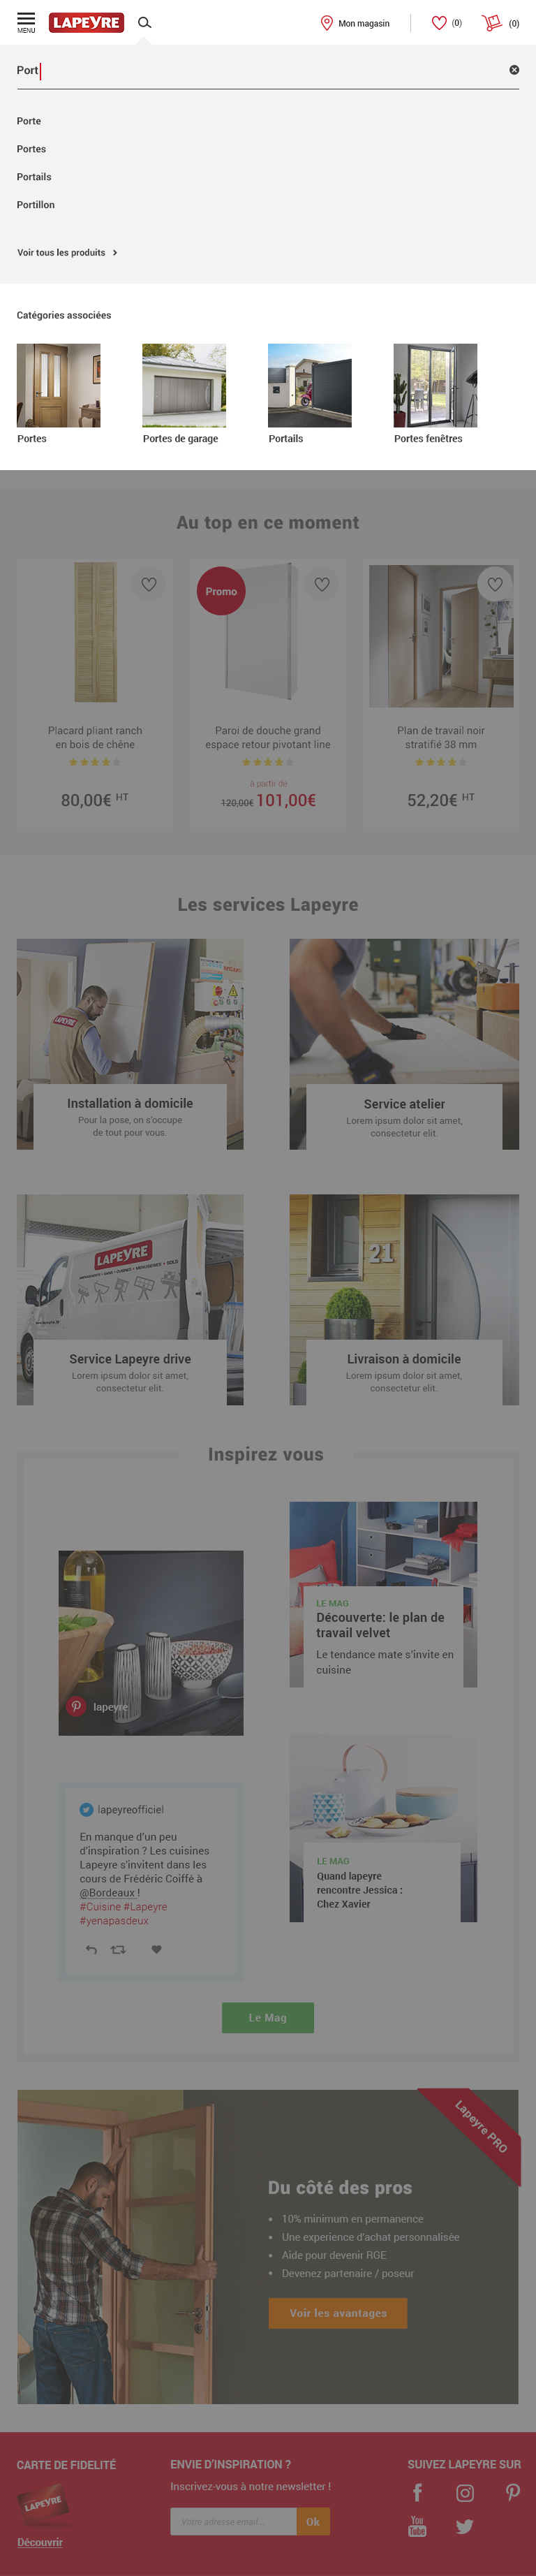 MENU
LAPEYRE
Mon magasin
(0)
(0)
Port
Porte
Portes
Portails
Portillon
Voir tous les produits
Catégories associées
Portes
Portes de garage
Portails
Portes fenêtres
Au top en ce moment
Promo
Placard pliant ranch
en bois de chêne
80,00€ HT
Paroi de douche grand
espace retour pivotant line
à partir de
120,00€ 101,00€
Plan de travail noir
stratifié 38 mm
52,20€ HT
Les services Lapeyre
LAPEYRE
Installation à domicile
Pour la pose, on s'occupe
de tout pour vous.
Service atelier
Lorem ipsum dolor sit amet,
consectetur elit.
LAPEYRE
Service Lapeyre drive
Lorem ipsum dolor sit amet,
consectetur elit.
21
Livraison à domicile
Lorem ipsum dolor sit amet,
consectetur elit.
Inspirez vous
lapeyre
LE MAG
Découverte: le plan de
travail velvet
Le tendance mate s'invite en
cuisine
lapeyreofficiel
En manque d'un peu
d'inspiration ? Les cuisines
Lapeyre s'invitent dans les
cours de Frédéric Coiffé à
@Bordeaux !
#Cuisine #Lapeyre
#yenapasdeux
LE MAG
Quand lapeyre
rencontre Jessica :
Chez Xavier
Le Mag
Lapeyre PRO
Du côté des pros
10% minimum en permanence
Une experience d'achat personnalisée
Aide pour devenir RGE
Devenez partenaire / poseur
Voir les avantages
CARTE DE FIDELITÉ
LAPEYRE
Découvrir
ENVIE D'INSPIRATION ?
Inscrivez-vous à notre newsletter !
Votre adresse email...
Ok
SUIVEZ LAPEYRE SUR
You
Tube